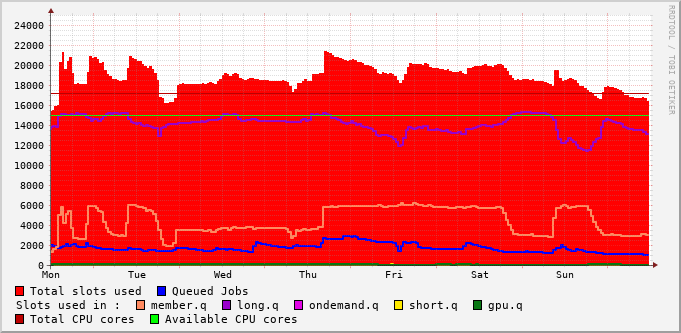 RRDTOOL / TOBI OETIKER
24000
22000
20000
18000
16000
14000
12000
10000
8000
6000
4000
2000
0
Mon Tue Wed Thu Fri Sat Sun
Total slots used Queued Jobs
Slots used in : member.q long.q ondemand.q short.q gpu.q
Total CPU cores Available CPU cores